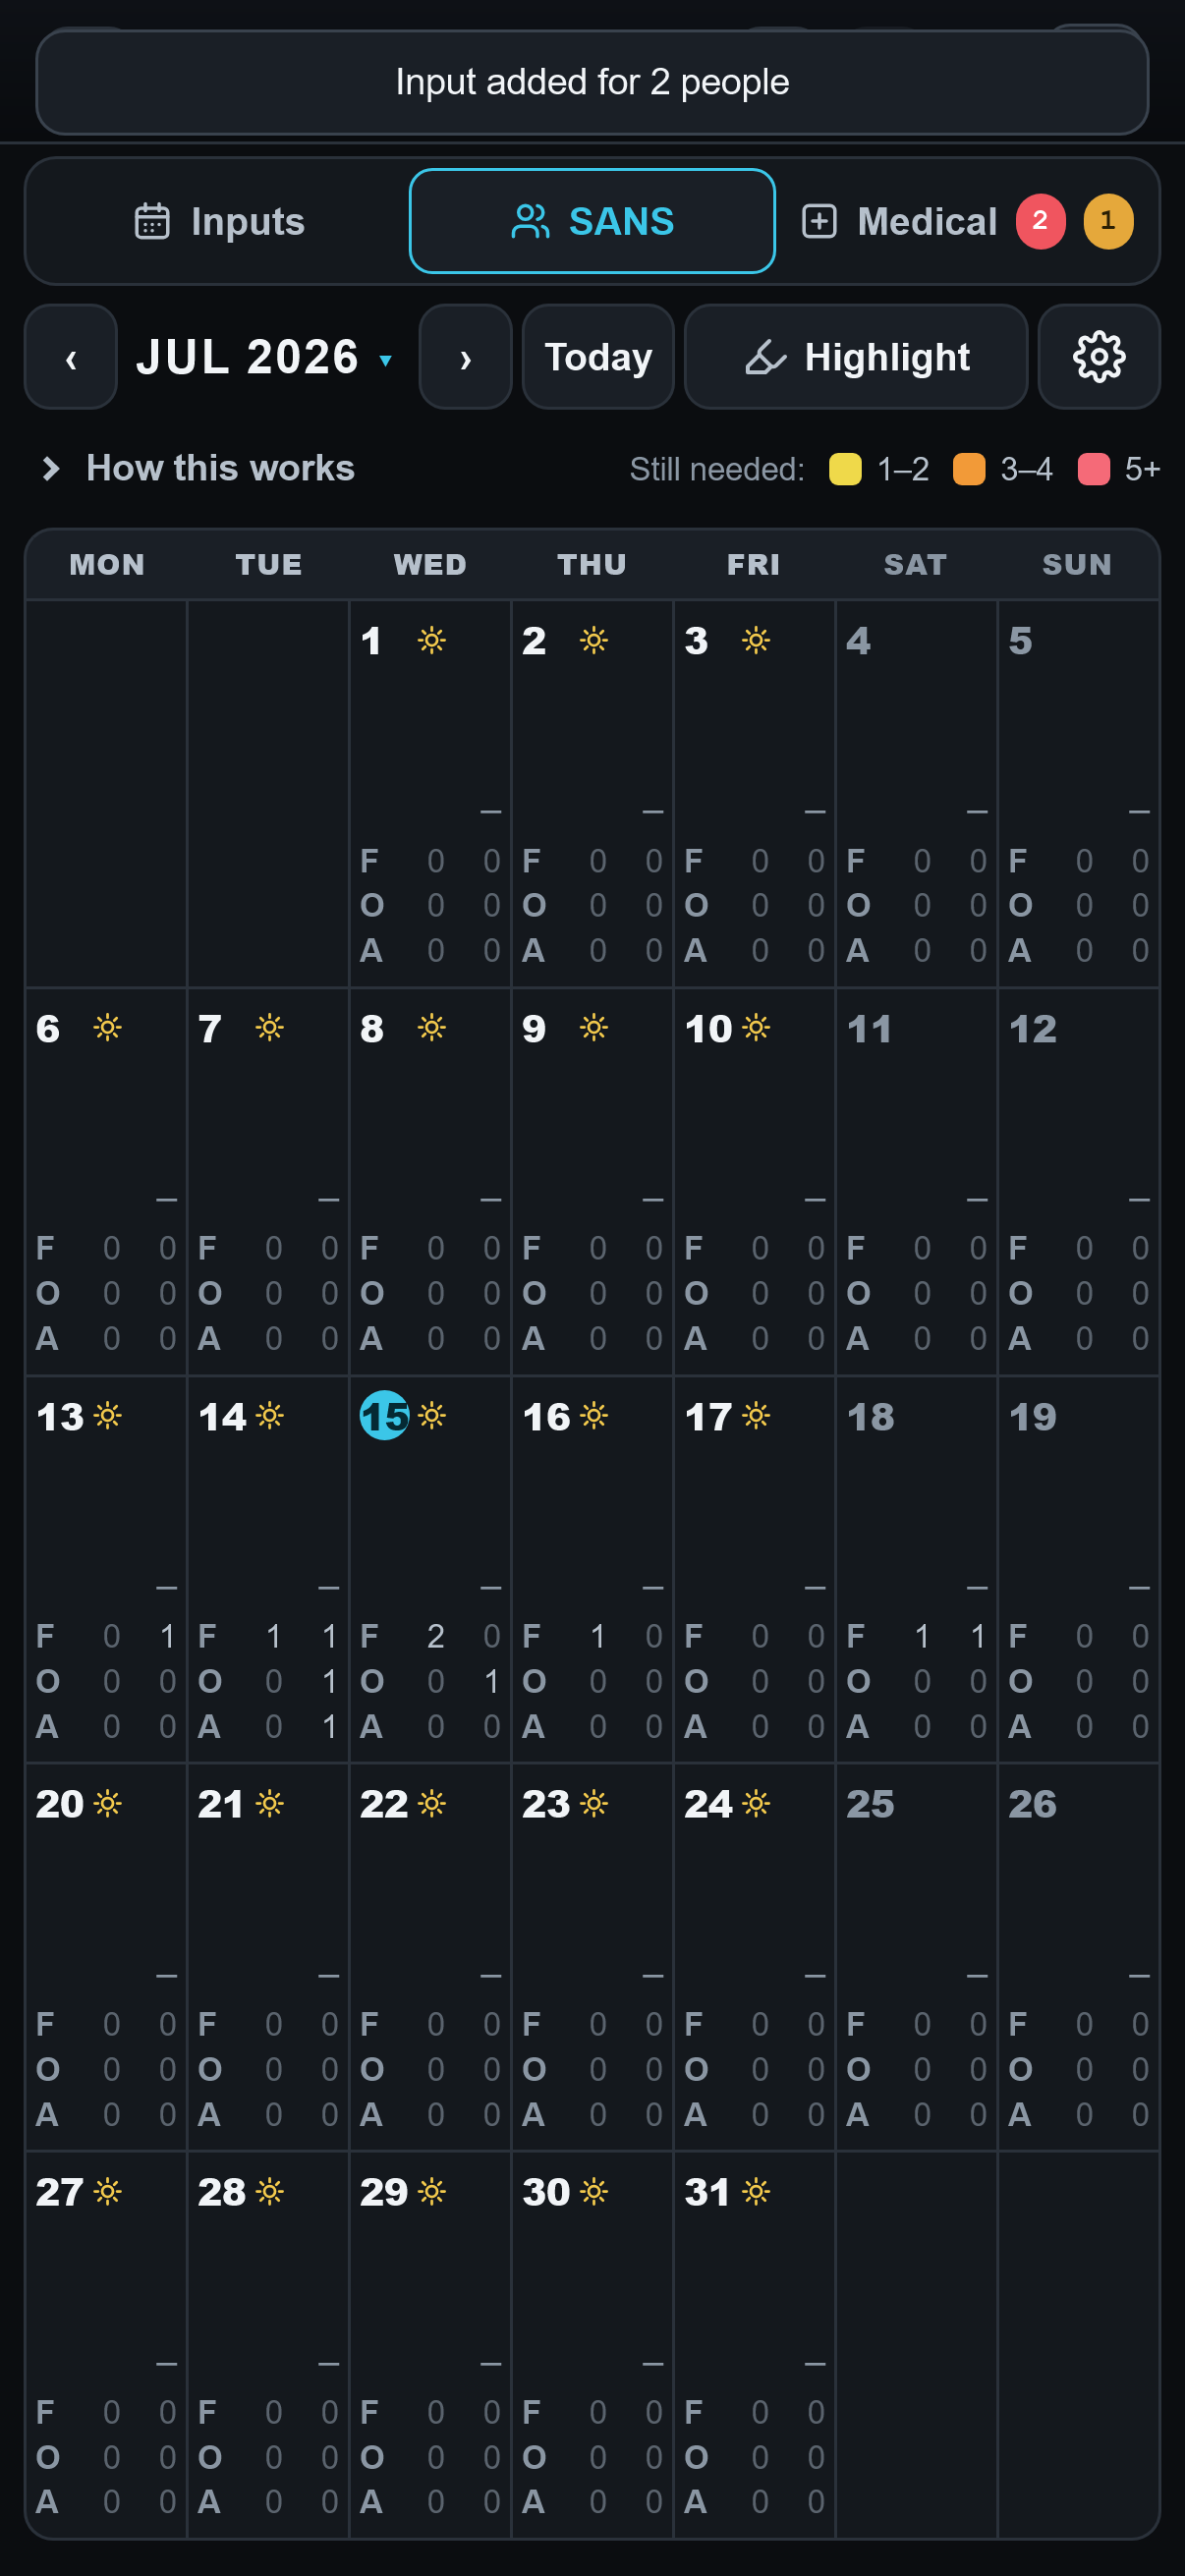 Input added for 2 people
Inputs SANS Medical 2 1
‹ JUL 2026 ▾ › Today Highlight
How this works Still needed: 1–2 3–4 5+
MON TUE WED THU FRI SAT SUN
1 2 3 4 5
– – – – –
F 0 0 F 0 0 F 0 0 F 0 0 F 0 0
O 0 0 O 0 0 O 0 0 O 0 0 O 0 0
A 0 0 A 0 0 A 0 0 A 0 0 A 0 0
6 7 8 9 10 11 12
– – – – – – –
F 0 0 F 0 0 F 0 0 F 0 0 F 0 0 F 0 0 F 0 0
O 0 0 O 0 0 O 0 0 O 0 0 O 0 0 O 0 0 O 0 0
A 0 0 A 0 0 A 0 0 A 0 0 A 0 0 A 0 0 A 0 0
13 14 15 16 17 18 19
– – – – – – –
F 0 1 F 1 1 F 2 0 F 1 0 F 0 0 F 1 1 F 0 0
O 0 0 O 0 1 O 0 1 O 0 0 O 0 0 O 0 0 O 0 0
A 0 0 A 0 1 A 0 0 A 0 0 A 0 0 A 0 0 A 0 0
20 21 22 23 24 25 26
– – – – – – –
F 0 0 F 0 0 F 0 0 F 0 0 F 0 0 F 0 0 F 0 0
O 0 0 O 0 0 O 0 0 O 0 0 O 0 0 O 0 0 O 0 0
A 0 0 A 0 0 A 0 0 A 0 0 A 0 0 A 0 0 A 0 0
27 28 29 30 31
– – – – –
F 0 0 F 0 0 F 0 0 F 0 0 F 0 0
O 0 0 O 0 0 O 0 0 O 0 0 O 0 0
A 0 0 A 0 0 A 0 0 A 0 0 A 0 0